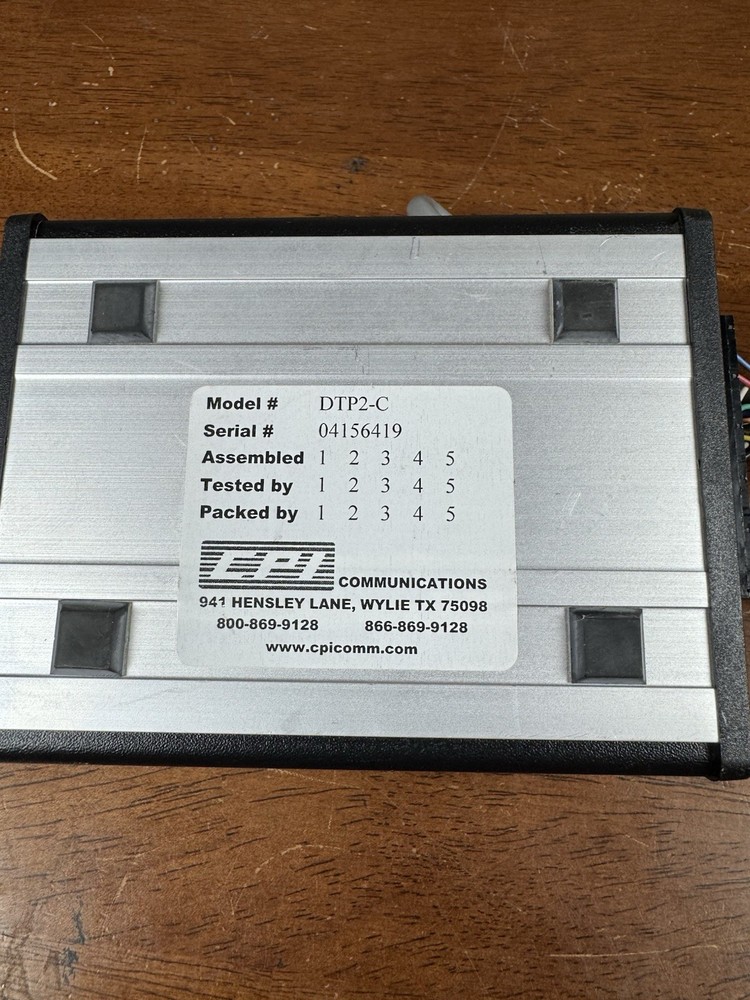 Model # DTP2-C
Serial # 04156419
Assembled 1 2 3 4 5
Tested by 1 2 3 4 5
Packed by 1 2 3 4 5
CPI COMMUNICATIONS
941 HENSLEY LANE, WYLIE TX 75098
800-869-9128 866-869-9128
www.cpicomm.com